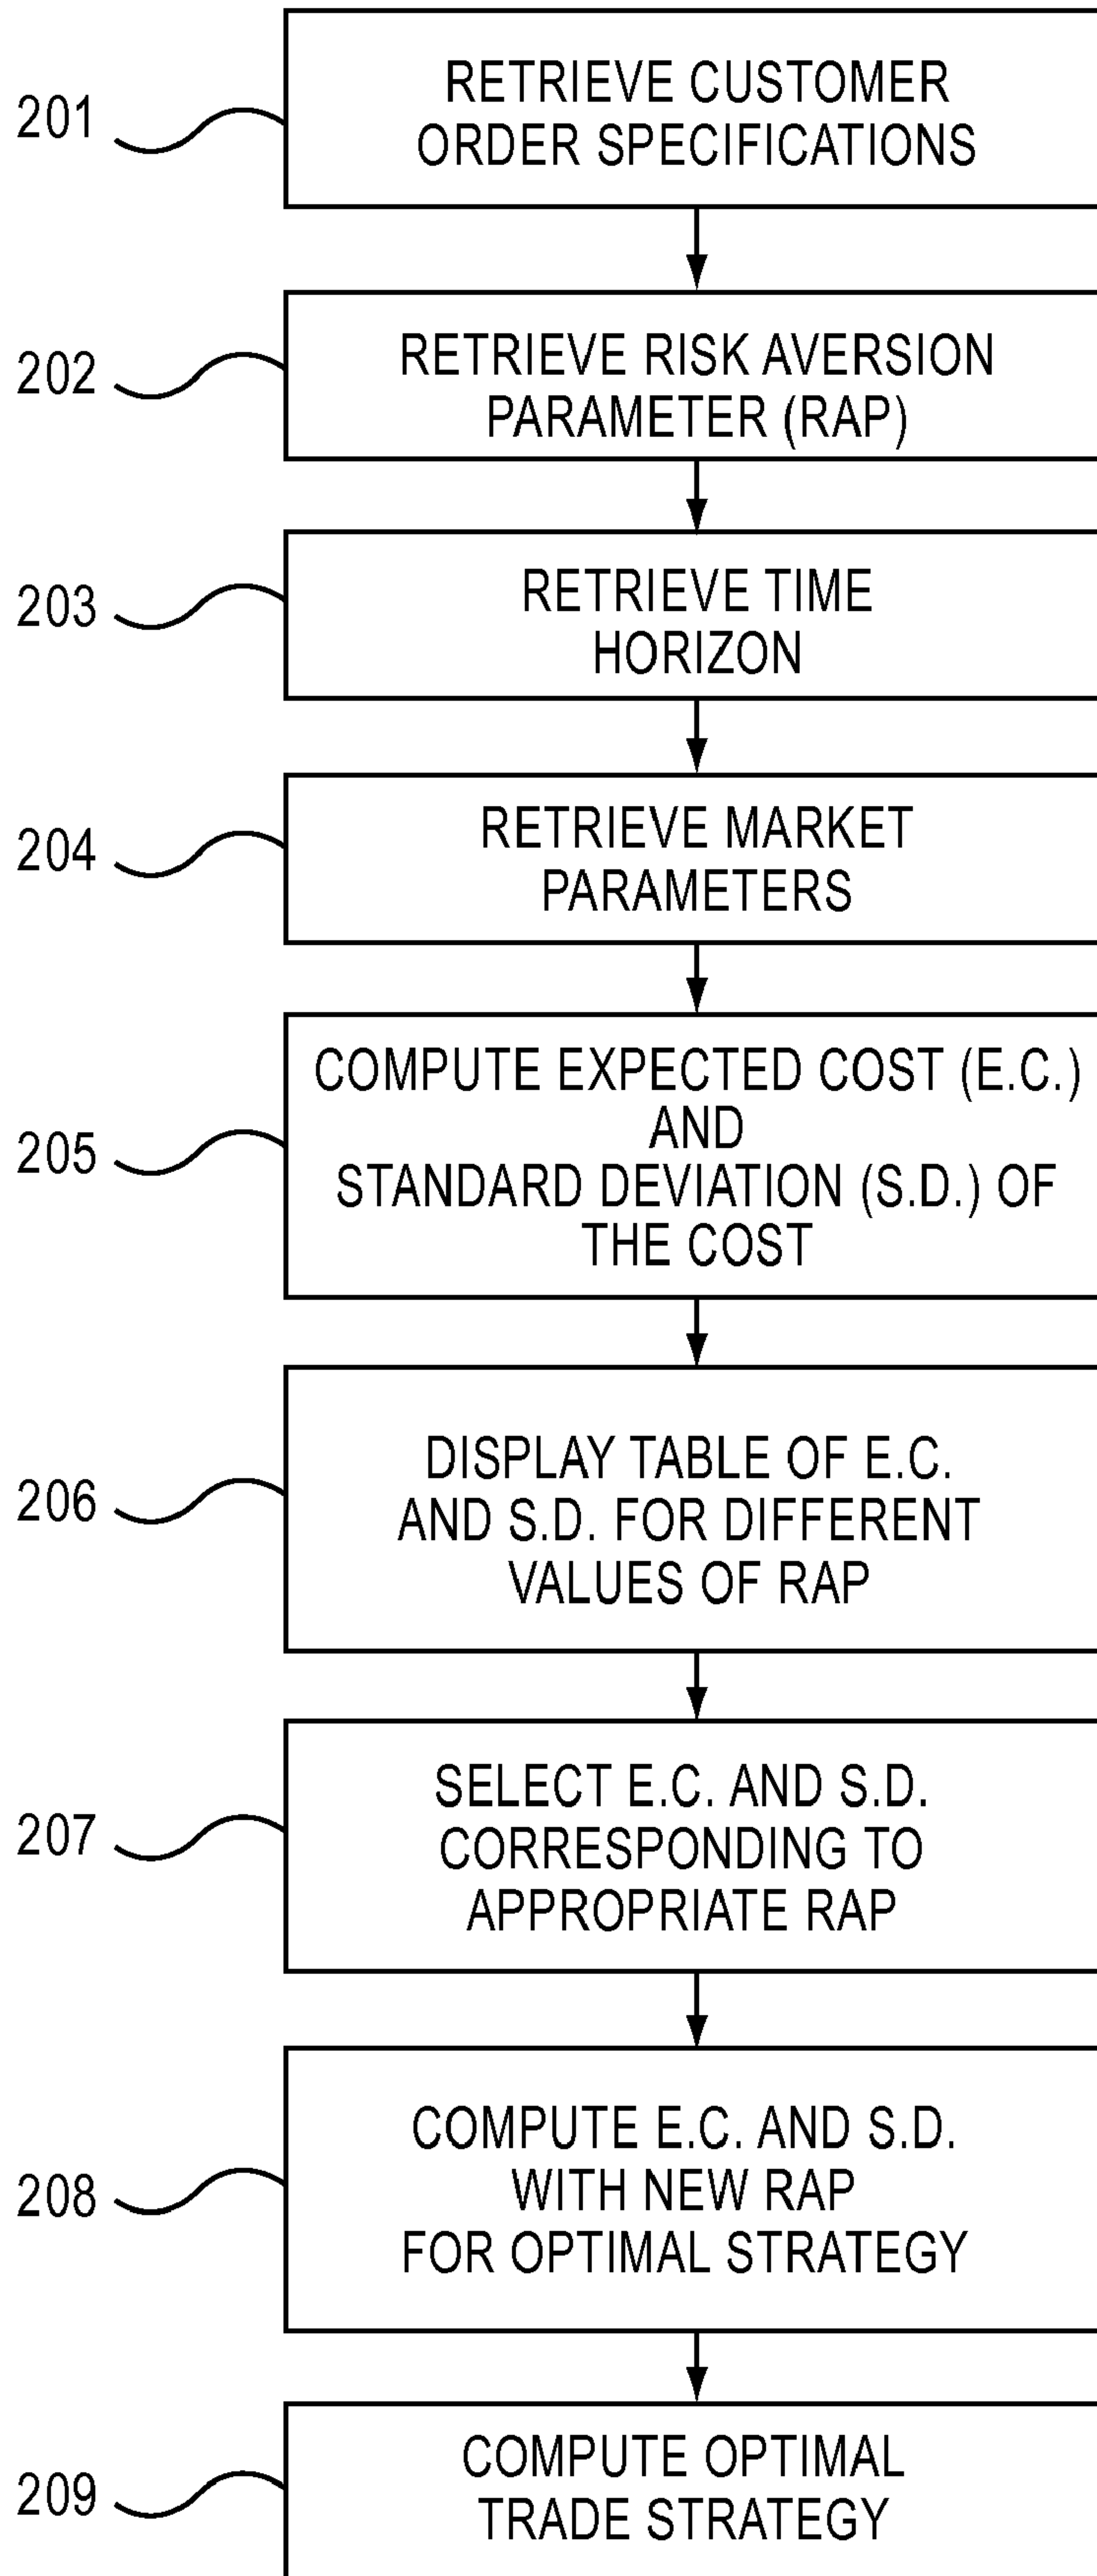 201
RETRIEVE CUSTOMER
ORDER SPECIFICATIONS
202
RETRIEVE RISK AVERSION
PARAMETER (RAP)
203
RETRIEVE TIME
HORIZON
204
RETRIEVE MARKET
PARAMETERS
205
COMPUTE EXPECTED COST (E.C.)
AND
STANDARD DEVIATION (S.D.) OF
THE COST
206
DISPLAY TABLE OF E.C.
AND S.D. FOR DIFFERENT
VALUES OF RAP
207
SELECT E.C. AND S.D.
CORRESPONDING TO
APPROPRIATE RAP
208
COMPUTE E.C. AND S.D.
WITH NEW RAP
FOR OPTIMAL STRATEGY
209
COMPUTE OPTIMAL
TRADE STRATEGY